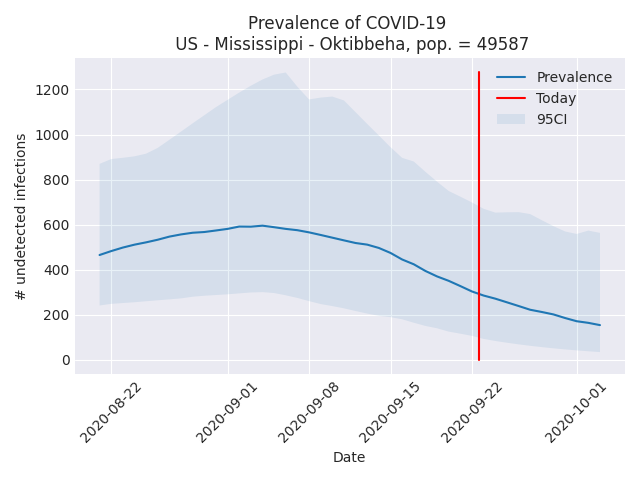 Prevalence of COVID-19
US - Mississippi - Oktibbeha, pop. = 49587
Prevalence
Today
95CI
# undetected infections
1200
1000
800
600
400
200
0
2020-08-22
2020-09-01
2020-09-08
2020-09-15
2020-09-22
2020-10-01
Date